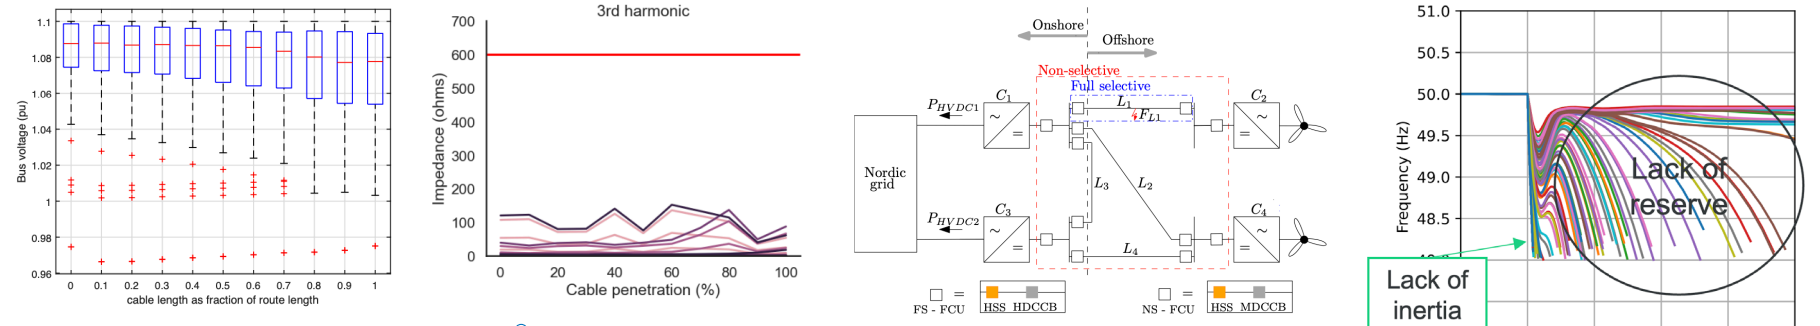 1.1
1.08
1.06
1.04
1.02
1
0.98
0.96
Bus voltage (pu)
0 0.1 0.2 0.3 0.4 0.5 0.6 0.7 0.8 0.9 1
cable length as fraction of route length
3rd harmonic
700
600
500
400
300
200
100
0
Impedance (ohms)
0 20 40 60 80 100
Cable penetration (%)
Onshore
Offshore
Non-selective
Full selective
P_HVDC1
C_1
L_1
C_2
F_L1
~
=
~
=
Nordic
grid
L_3
L_2
P_HVDC2
C_3
C_4
~
=
~
=
L_4
= HSS HDCCB
FS - FCU
= HSS MDCCB
NS - FCU
51.0
50.5
50.0
49.5
49.0
48.5
Frequency (Hz)
Lack of
reserve
Lack of
inertia